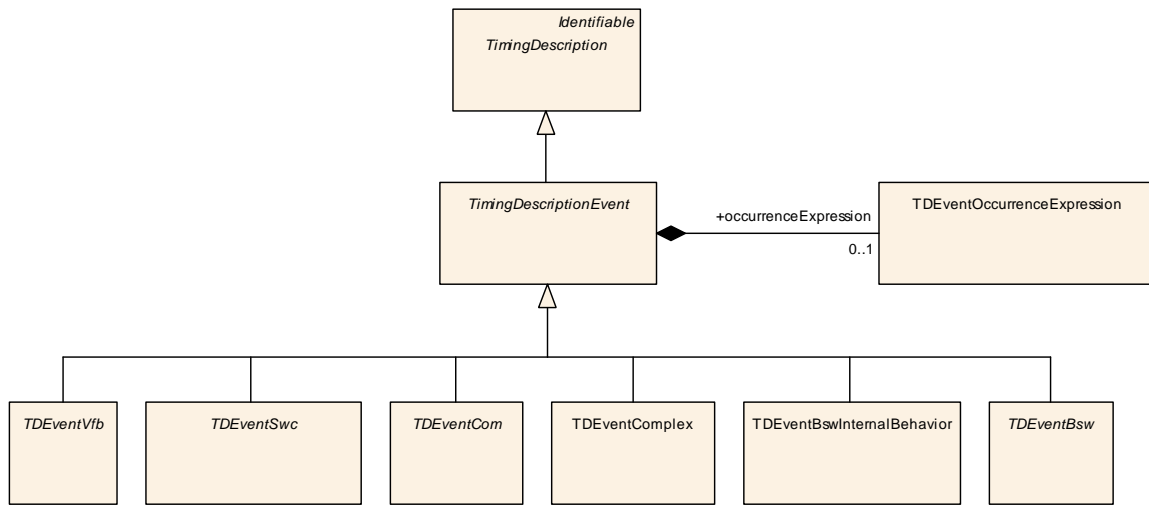 Identifiable
TimingDescription
TimingDescriptionEvent
+occurrenceExpression
0..1
TDEventOccurrenceExpression
TDEventVfb
TDEventSwc
TDEventCom
TDEventComplex
TDEventBswInternalBehavior
TDEventBsw